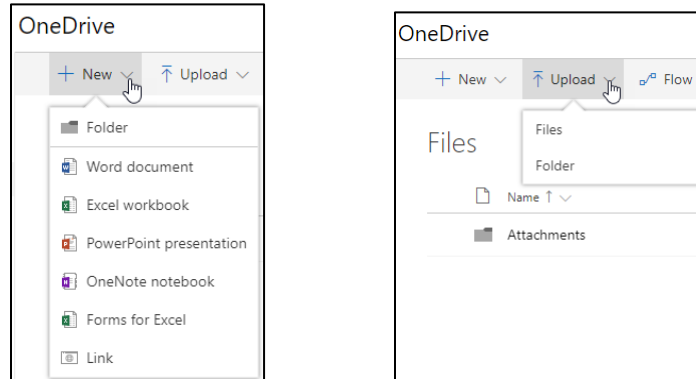 OneDrive
New
Upload
Folder
Word document
Excel workbook
PowerPoint presentation
OneNote notebook
Forms for Excel
Link
OneDrive
New
Upload
Flow
Files
Files
Folder
Name
Attachments